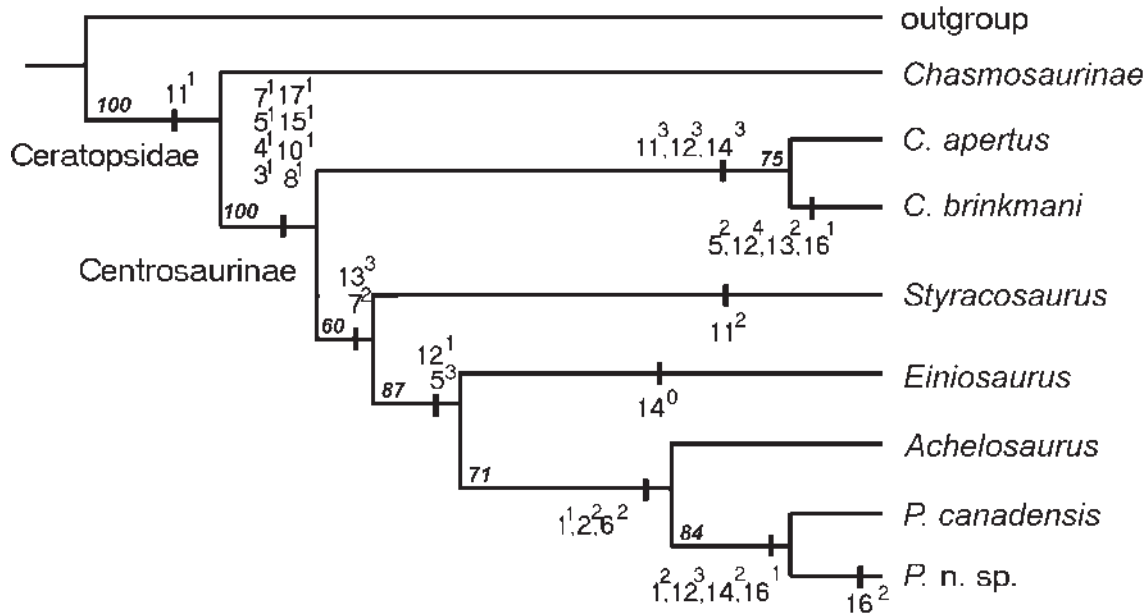 outgroup
Chasmosaurinae
100
11¹
Ceratopsidae
7¹ 17¹
5¹ 15¹
4¹ 10¹
3¹ 8¹
11³,12³,14³
75
C. apertus
C. brinkmani
5²,12⁴,13²,16¹
100
Centrosaurinae
13³
7²
60
Styracosaurus
11²
12¹
5³
87
Einiosaurus
14⁰
Achelosaurus
71
1¹,2²,6²
84
P. canadensis
1²,12³,14²,16¹
P. n. sp.
16²